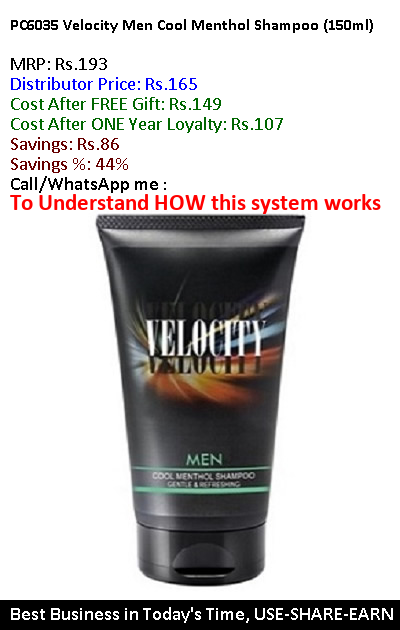 PC6035 Velocity Men Cool Menthol Shampoo (150ml)
MRP: Rs.193
Distributor Price: Rs.165
Cost After FREE Gift: Rs.149
Cost After ONE Year Loyalty: Rs.107
Savings: Rs.86
Savings %: 44%
Call/WhatsApp me :
To Understand HOW this system works
VELOCITY
VELOCITY
MEN
COOL MENTHOL SHAMPOO
GENTLE & REFRESHING
Best Business in Today's Time, USE-SHARE-EARN